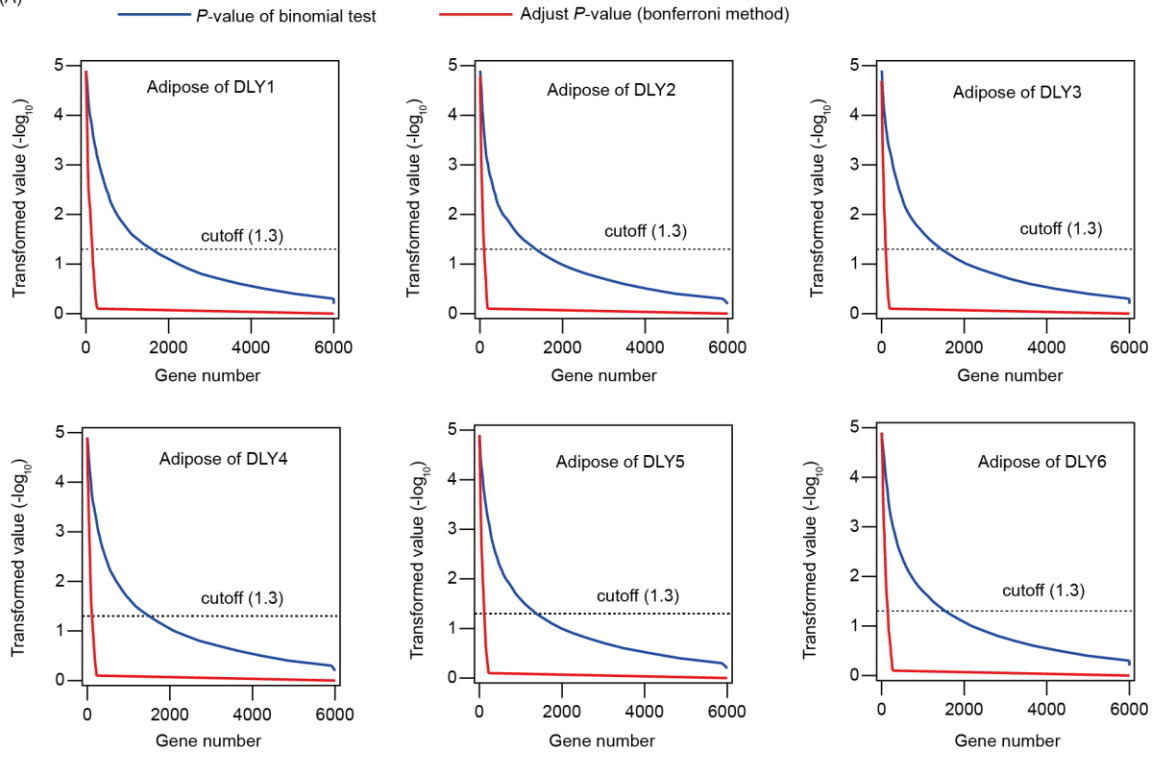 (A)
P-value of binomial test
Adjust P-value (bonferroni method)
Adipose of DLY1
Transformed value (-log10)
5
4
3
2
1
0
cutoff (1.3)
0 2000 4000 6000
Gene number
Adipose of DLY2
Transformed value (-log10)
5
4
3
2
1
0
cutoff (1.3)
0 2000 4000 6000
Gene number
Adipose of DLY3
Transformed value (-log10)
5
4
3
2
1
0
cutoff (1.3)
0 2000 4000 6000
Gene number
Adipose of DLY4
Transformed value (-log10)
5
4
3
2
1
0
cutoff (1.3)
0 2000 4000 6000
Gene number
Adipose of DLY5
Transformed value (-log10)
5
4
3
2
1
0
cutoff (1.3)
0 2000 4000 6000
Gene number
Adipose of DLY6
Transformed value (-log10)
5
4
3
2
1
0
cutoff (1.3)
0 2000 4000 6000
Gene number